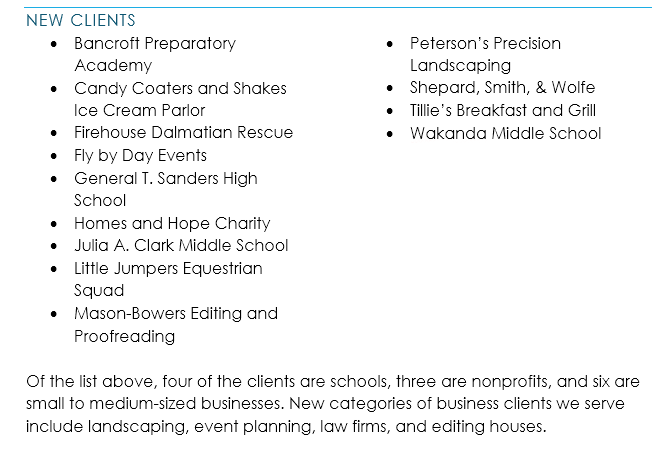 NEW CLIENTS
• Bancroft Preparatory
Academy
• Candy Coaters and Shakes
Ice Cream Parlor
• Firehouse Dalmatian Rescue
• Fly by Day Events
• General T. Sanders High
School
• Homes and Hope Charity
• Julia A. Clark Middle School
• Little Jumpers Equestrian
Squad
• Mason-Bowers Editing and
Proofreading
• Peterson’s Precision
Landscaping
• Shepard, Smith, & Wolfe
• Tillie’s Breakfast and Grill
• Wakanda Middle School
Of the list above, four of the clients are schools, three are nonprofits, and six are
small to medium-sized businesses. New categories of business clients we serve
include landscaping, event planning, law firms, and editing houses.